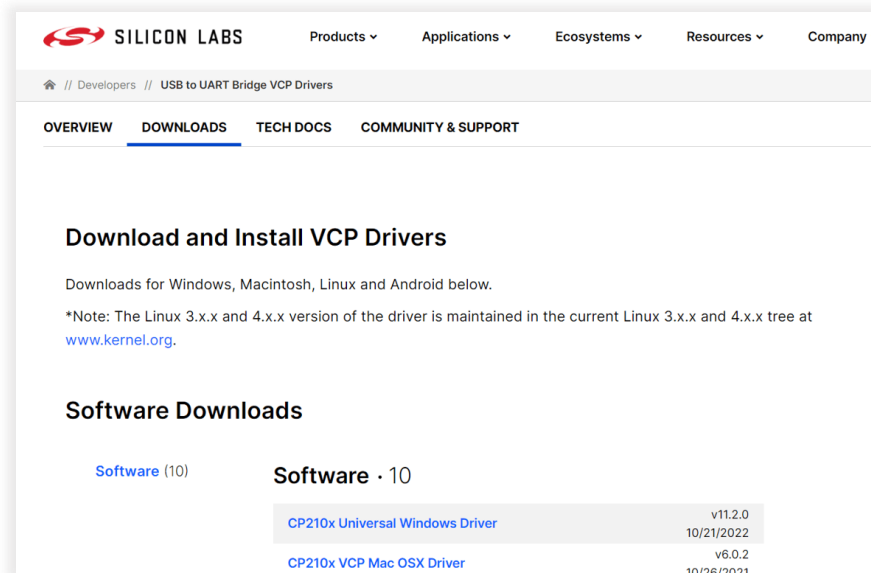 SILICON LABS Products Applications Ecosystems Resources Company
// Developers // USB to UART Bridge VCP Drivers
OVERVIEW DOWNLOADS TECH DOCS COMMUNITY & SUPPORT
Download and Install VCP Drivers
Downloads for Windows, Macintosh, Linux and Android below.
*Note: The Linux 3.x.x and 4.x.x version of the driver is maintained in the current Linux 3.x.x and 4.x.x tree at
www.kernel.org.
Software Downloads
Software (10)
Software · 10
CP210x Universal Windows Driver v11.2.0
10/21/2022
CP210x VCP Mac OSX Driver v6.0.2
10/26/2021